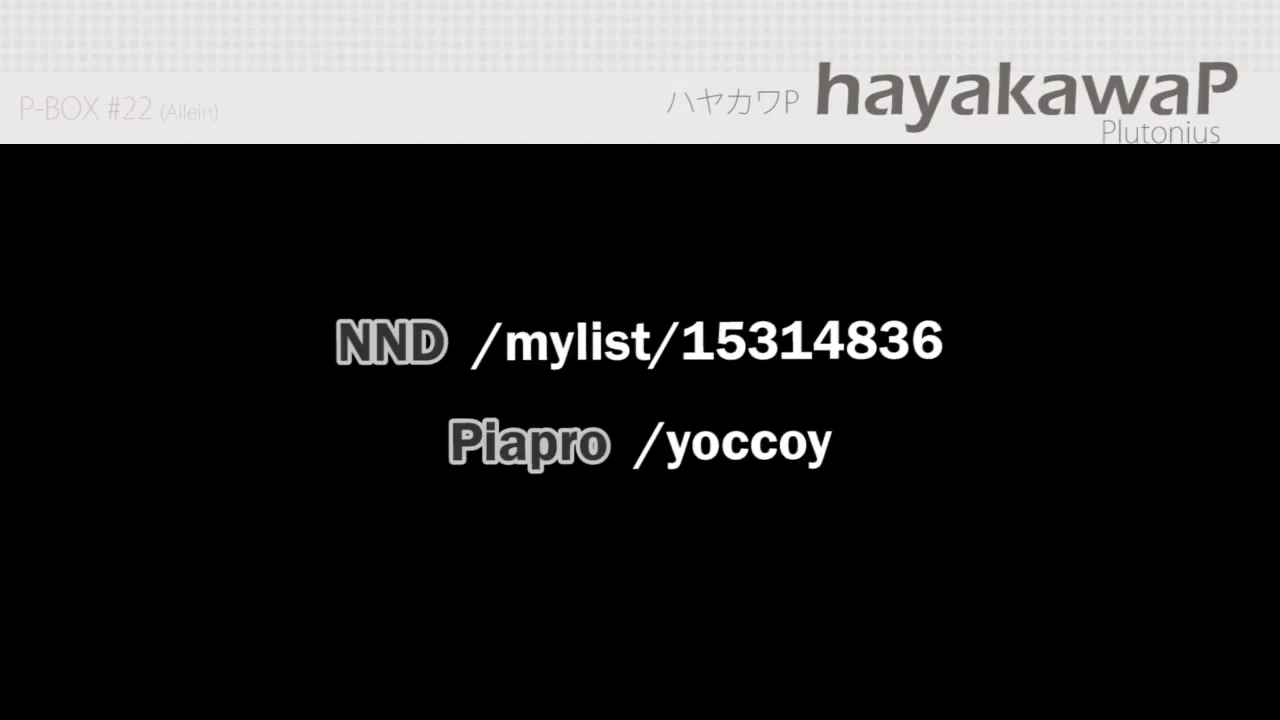 P-BOX #22 (Allein)
ハヤカワP hayakawaP
Plutonius
NND /mylist/15314836
Piapro /yoccoy